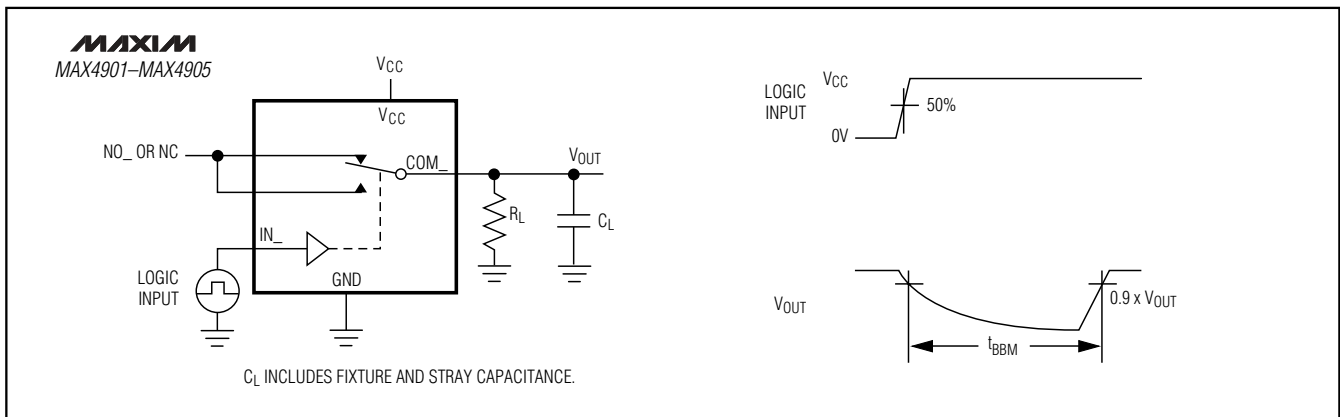 MAXIM
MAX4901–MAX4905
VCC
VCC
NO_ OR NC
COM_
VOUT
RL
CL
IN_
LOGIC
INPUT
GND
CL INCLUDES FIXTURE AND STRAY CAPACITANCE.
LOGIC
INPUT
VCC
50%
0V
VOUT
0.9 x VOUT
tBBM